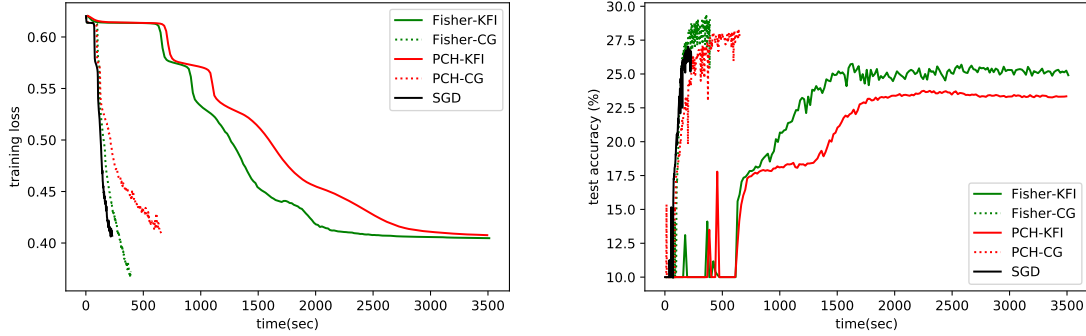 0.60
0.55
0.50
0.45
0.40
training loss
0 500 1000 1500 2000 2500 3000 3500
time(sec)
Fisher-KFI
Fisher-CG
PCH-KFI
PCH-CG
SGD
30.0
27.5
25.0
22.5
20.0
17.5
15.0
12.5
10.0
test accuracy (%)
0 500 1000 1500 2000 2500 3000 3500
time(sec)
Fisher-KFI
Fisher-CG
PCH-KFI
PCH-CG
SGD